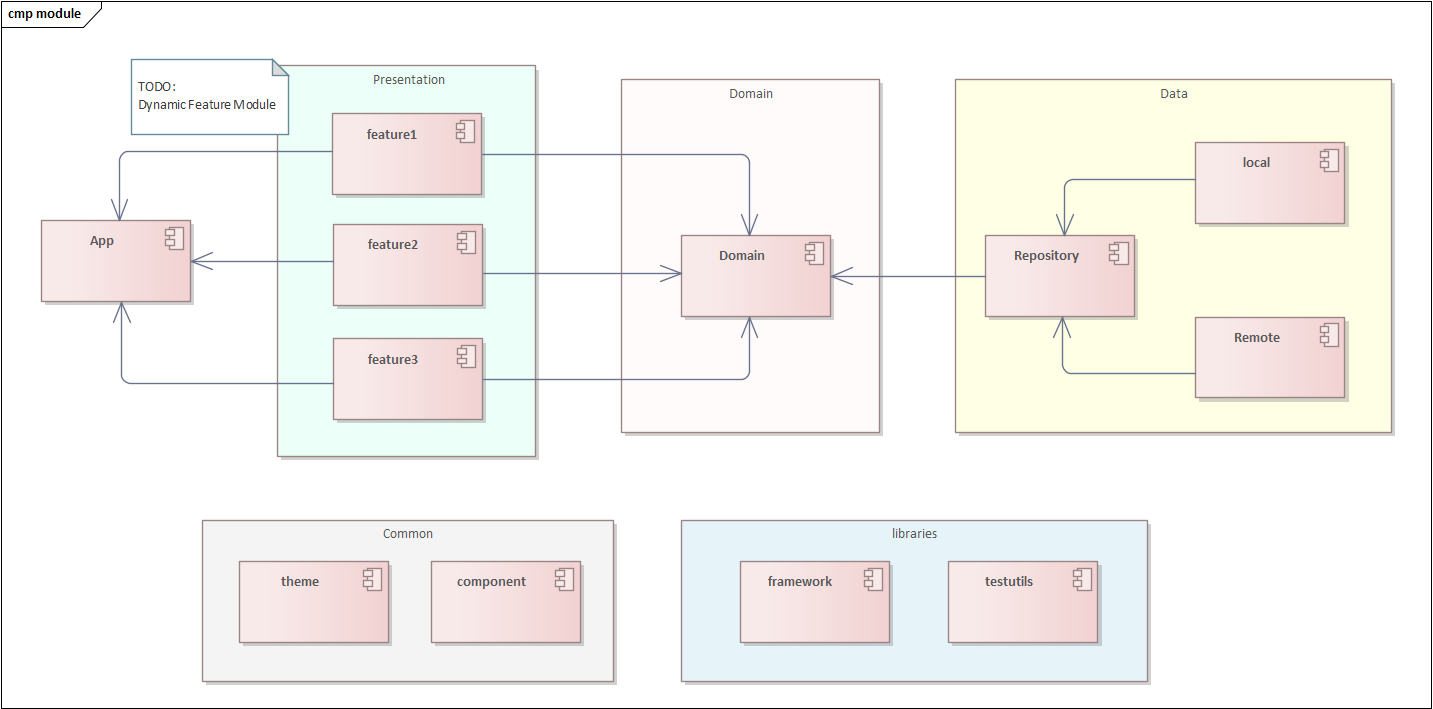 cmp module
TODO:
Dynamic Feature Module
Presentation
feature1
feature2
feature3
App
Domain
Domain
Data
local
Repository
Remote
Common
theme
component
libraries
framework
testutils